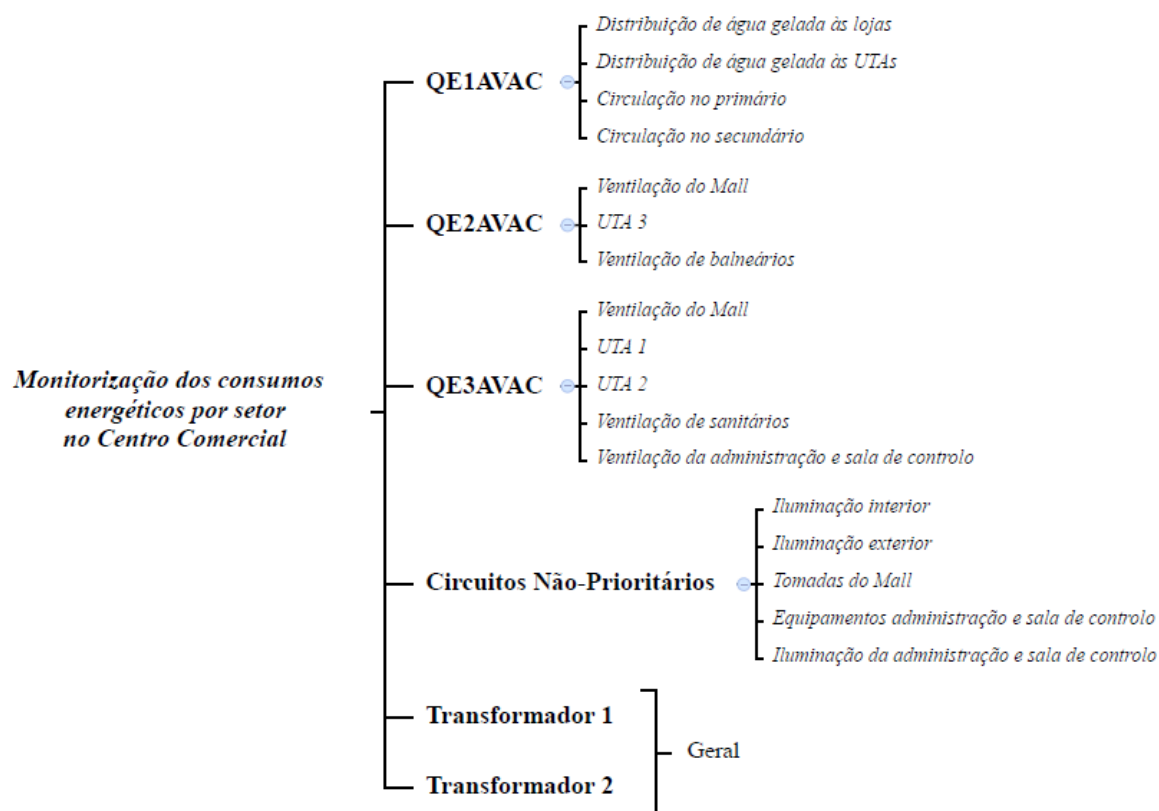 Monitorização dos consumos
energéticos por setor
no Centro Comercial
QE1AVAC
Distribuição de água gelada às lojas
Distribuição de água gelada às UTAs
Circulação no primário
Circulação no secundário
QE2AVAC
Ventilação do Mall
UTA 3
Ventilação de balneários
QE3AVAC
Ventilação do Mall
UTA 1
UTA 2
Ventilação de sanitários
Ventilação da administração e sala de controlo
Circuitos Não-Prioritários
Iluminação interior
Iluminação exterior
Tomadas do Mall
Equipamentos administração e sala de controlo
Iluminação da administração e sala de controlo
Transformador 1
Transformador 2
Geral